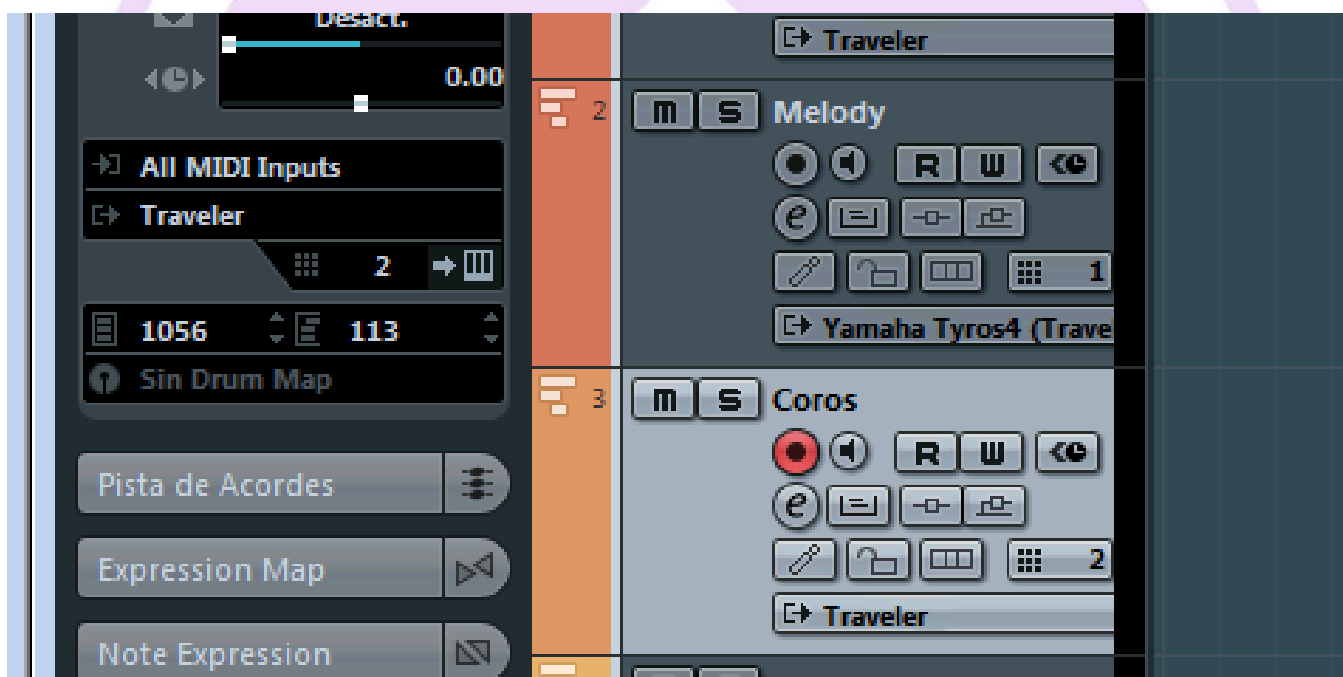 Desact.
0.00
All MIDI Inputs
Traveler
2
1056 113
Sin Drum Map
Pista de Acordes
Expression Map
Note Expression
Traveler
2 M S Melody
R W
e
1
Yamaha Tyros4 (Trave
3 M S Coros
R W
e
2
Traveler